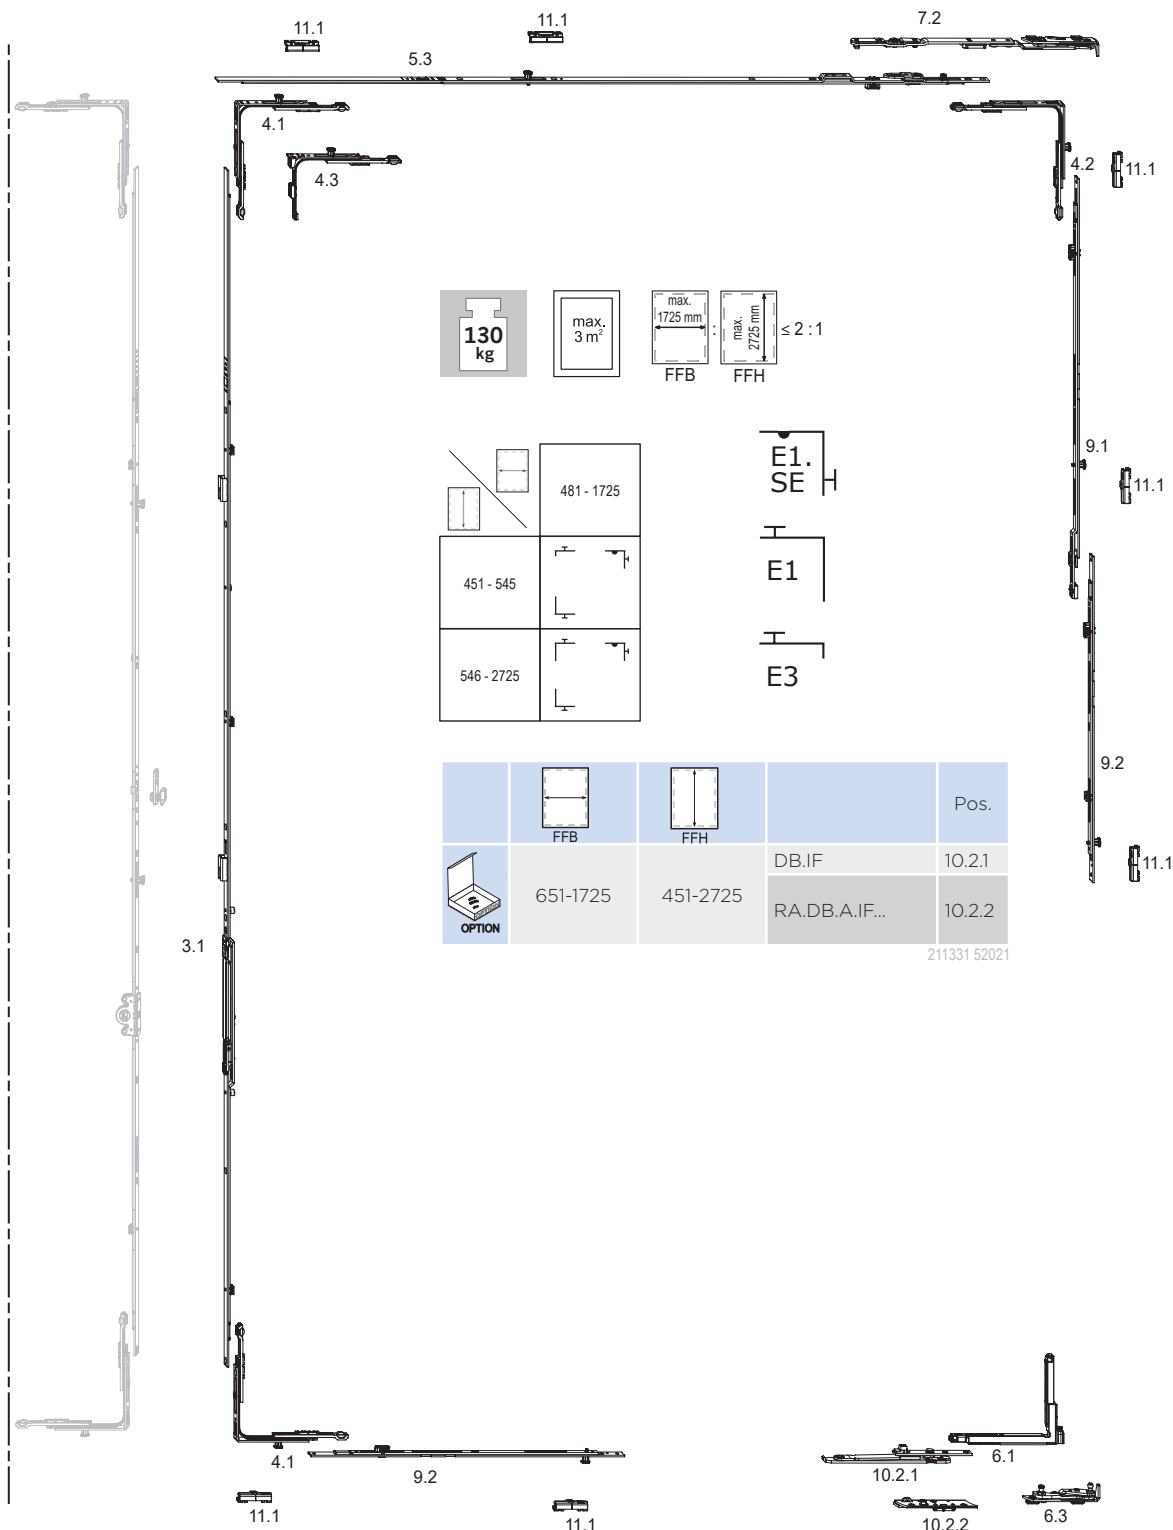 11.1
11.1
7.2
5.3
4.1
4.3
4.2
11.1
130
kg
max.
3 m²
max.
1725 mm
FFB
:
max.
2725 mm
FFH
≤ 2 : 1
481 - 1725
451 - 545
546 - 2725
E1.
SE
E1
E3
9.1
11.1
9.2
11.1
FFB
FFH
Pos.
OPTION
651-1725
451-2725
DB.IF
10.2.1
RA.DB.A.IF...
10.2.2
211331 52021
3.1
4.1
9.2
10.2.1
6.1
11.1
11.1
10.2.2
6.3